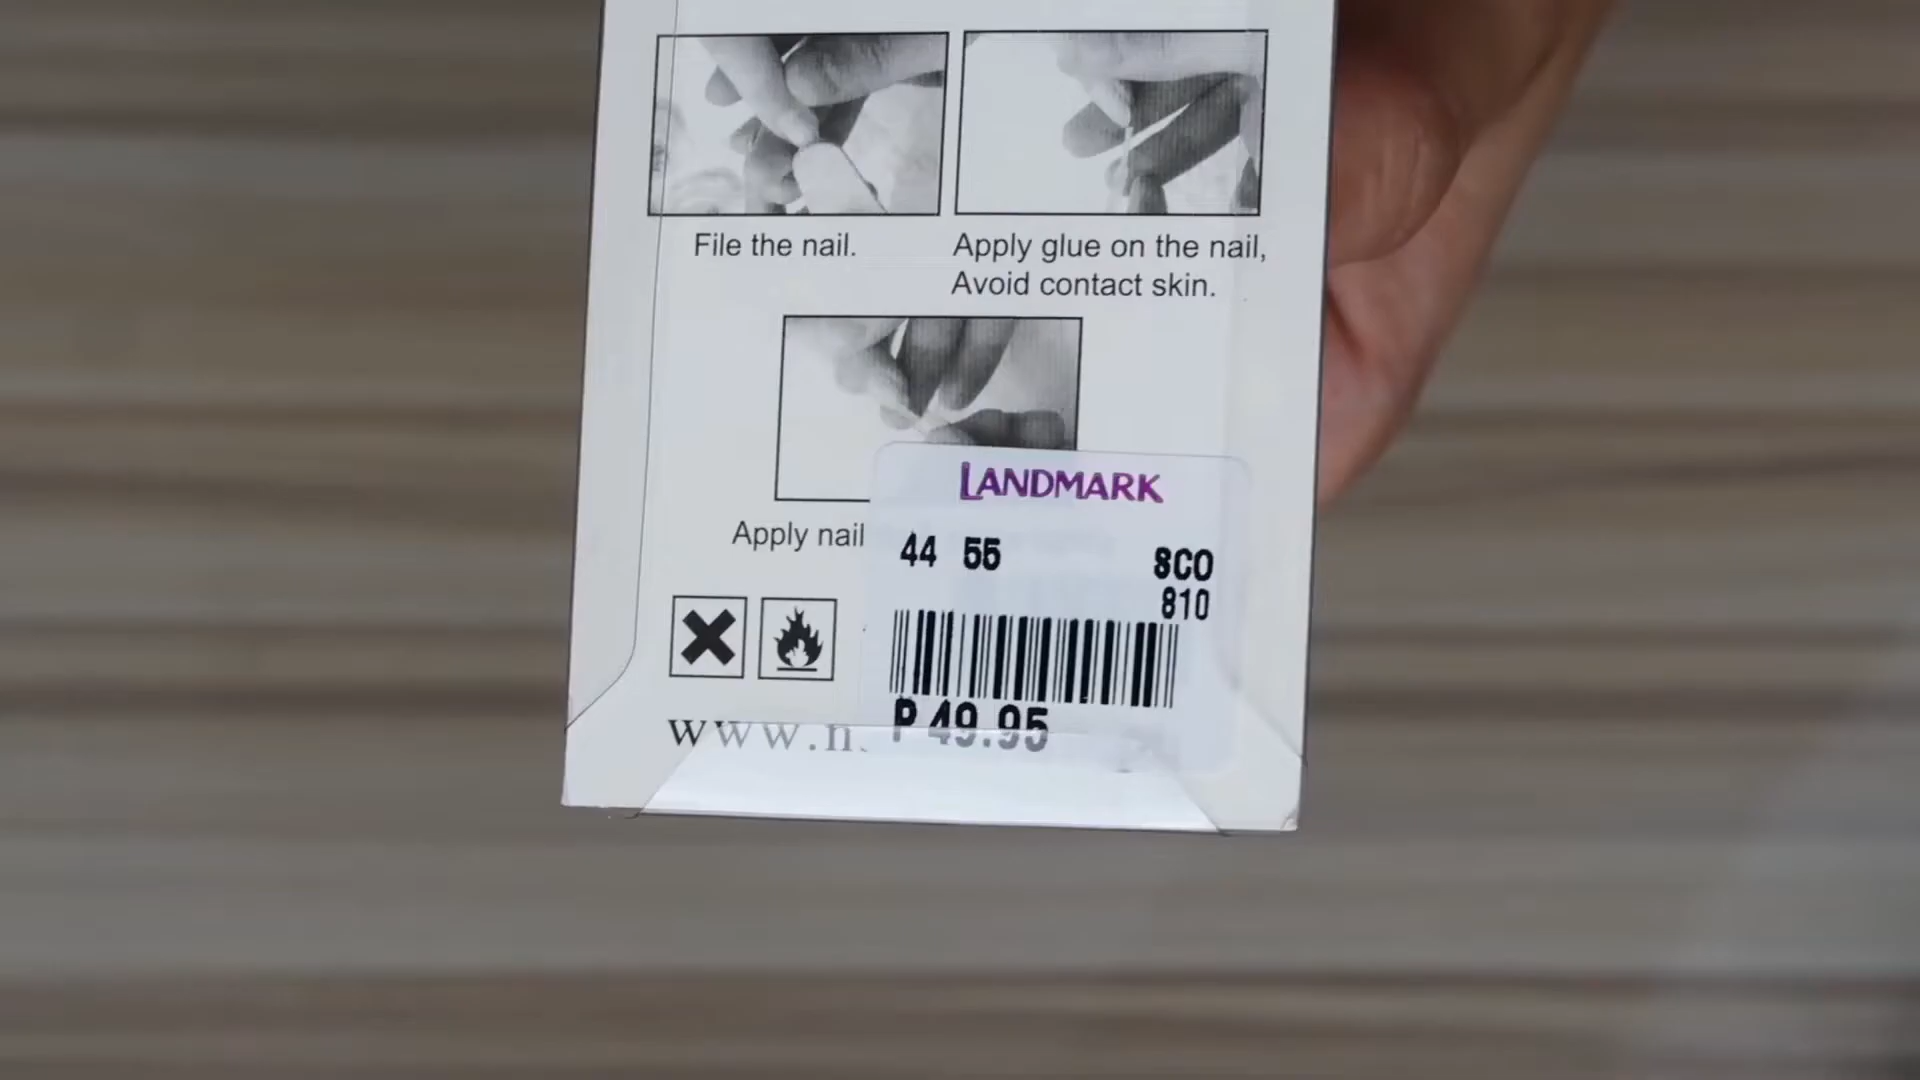 File the nail.
Apply glue on the nail,
Avoid contact skin.
Apply nail
LANDMARK
44 55
8CO
810
P 49.95
www.n